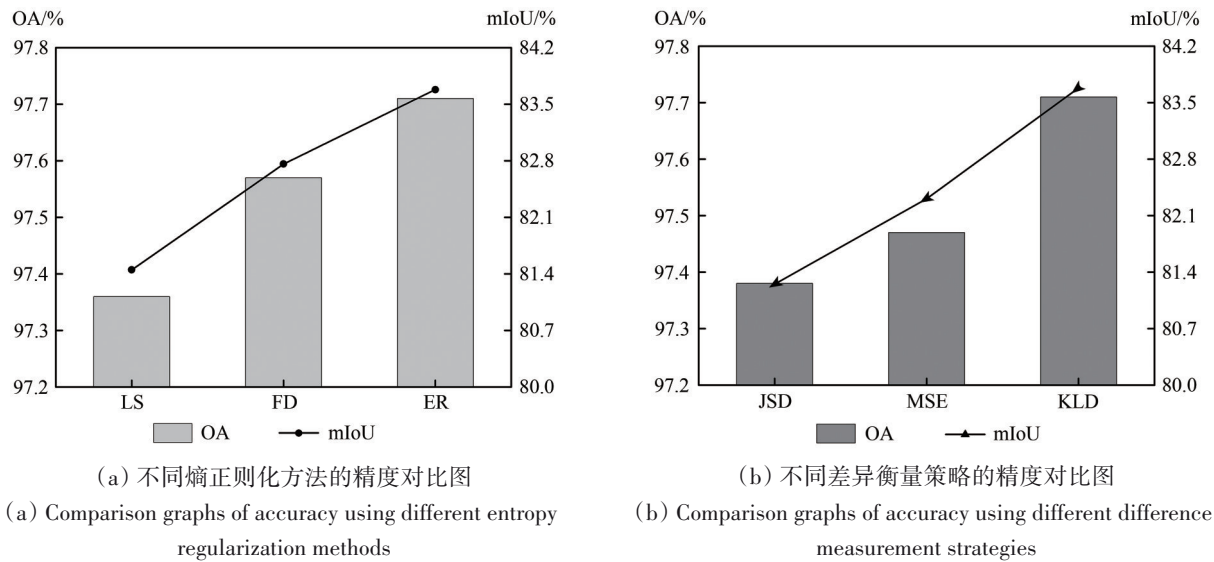 OA/%
mIoU/%
97.8
97.7
97.6
97.5
97.4
97.3
97.2
84.2
83.5
82.8
82.1
81.4
80.7
80.0
LS FD ER
OA mIoU
(a) 不同熵正则化方法的精度对比图
(a) Comparison graphs of accuracy using different entropy
regularization methods
OA/%
mIoU/%
97.8
97.7
97.6
97.5
97.4
97.3
97.2
84.2
83.5
82.8
82.1
81.4
80.7
80.0
JSD MSE KLD
OA mIoU
(b) 不同差异衡量策略的精度对比图
(b) Comparison graphs of accuracy using different difference
measurement strategies